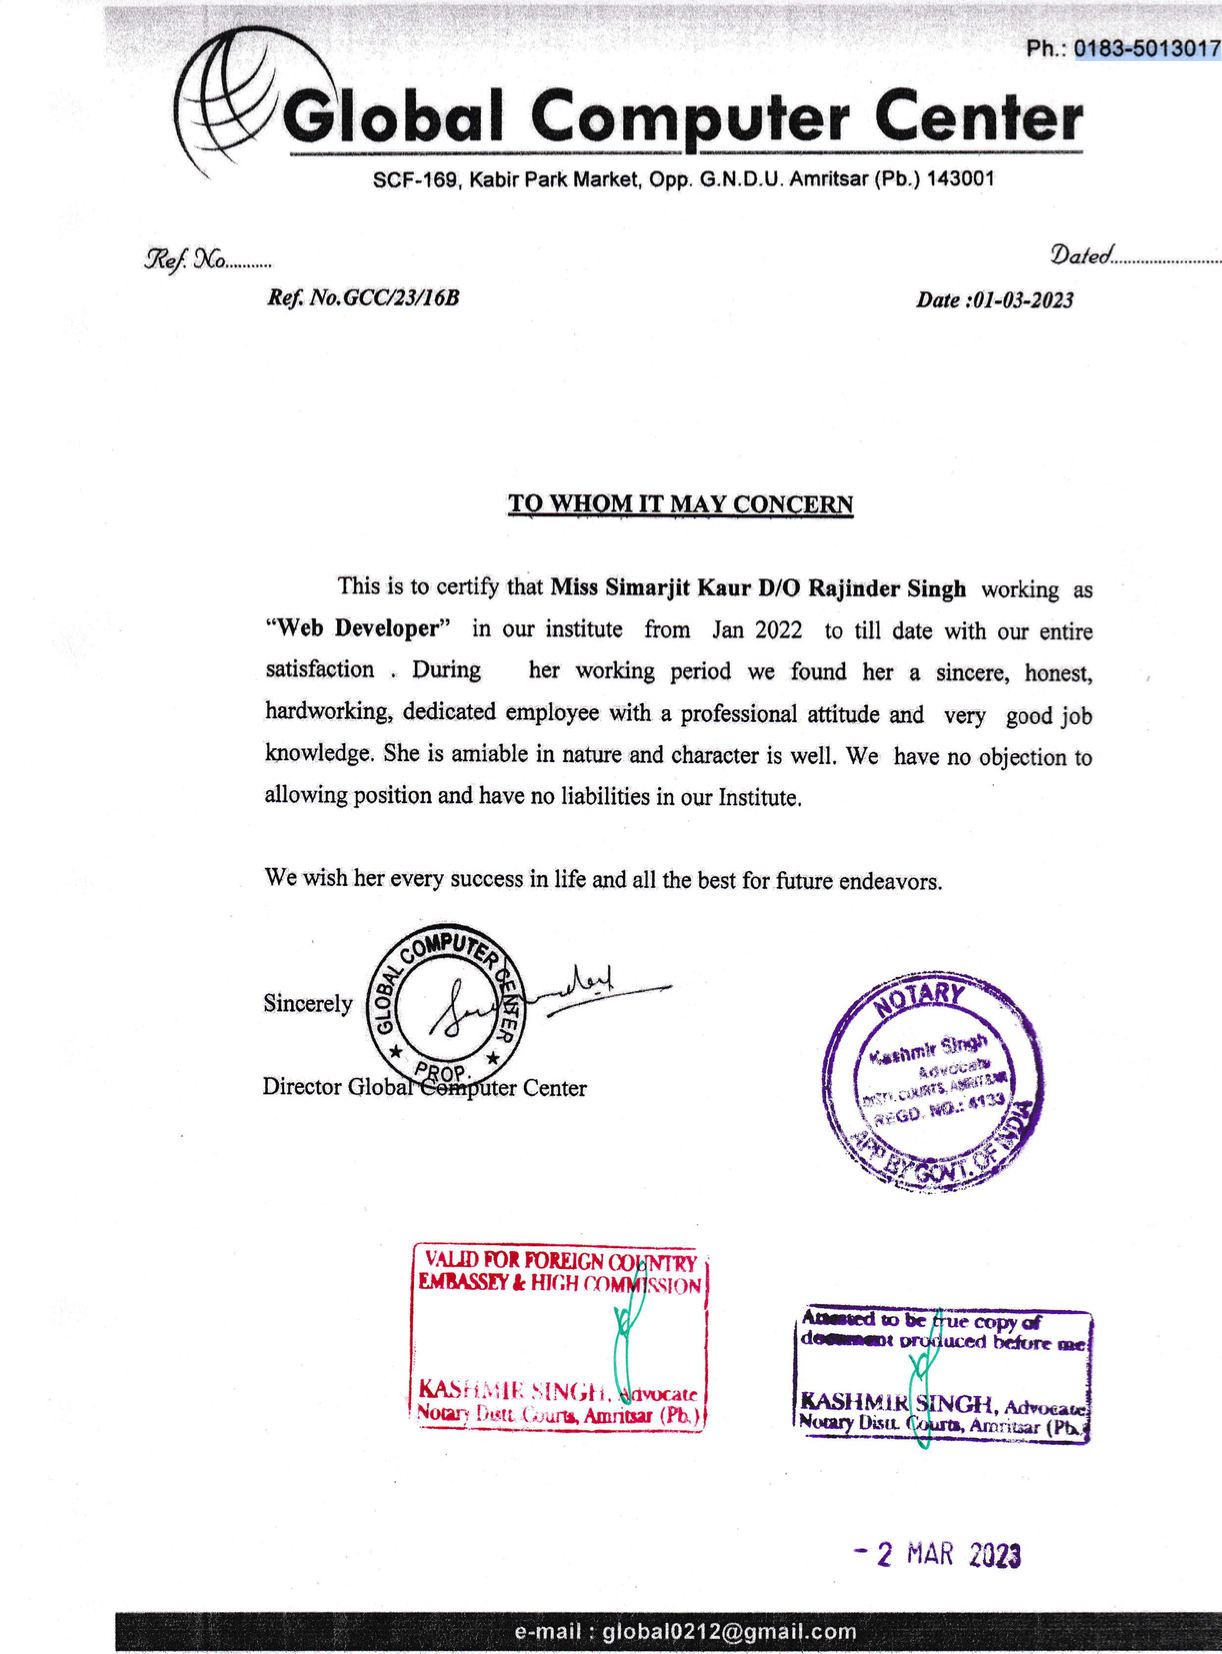 Ph.: 0183-5013017
Global Computer Center
SCF-169, Kabir Park Market, Opp. G.N.D.U. Amritsar (Pb.) 143001
Ref. No...........
Dated..........................
Ref. No.GCC/23/16B
Date :01-03-2023
TO WHOM IT MAY CONCERN
This is to certify that Miss Simarjit Kaur D/O Rajinder Singh working as
“Web Developer” in our institute from Jan 2022 to till date with our entire
satisfaction . During her working period we found her a sincere, honest,
hardworking, dedicated employee with a professional attitude and very good job
knowledge. She is amiable in nature and character is well. We have no objection to
allowing position and have no liabilities in our Institute.
We wish her every success in life and all the best for future endeavors.
GLOBAL COMPUTER CENTER
★ PROP. ★
Sincerely
Director Global Computer Center
NOTARY
Kashmir Singh
Advocate
DISTT. COURTS, AMRITSAR
REGD. NO.: 4133
APP BY GOVT. OF INDIA
VALID FOR FOREIGN COUNTRY
EMBASSEY & HIGH COMMISSION
KASHMIR SINGH, Advocate
Notary Distt. Courts, Amritsar (Pb.)
Attested to be true copy of
document produced before me
KASHMIR SINGH, Advocate
Notary Distt. Courts, Amritsar (Pb.)
- 2 MAR 2023
e-mail : global0212@gmail.com